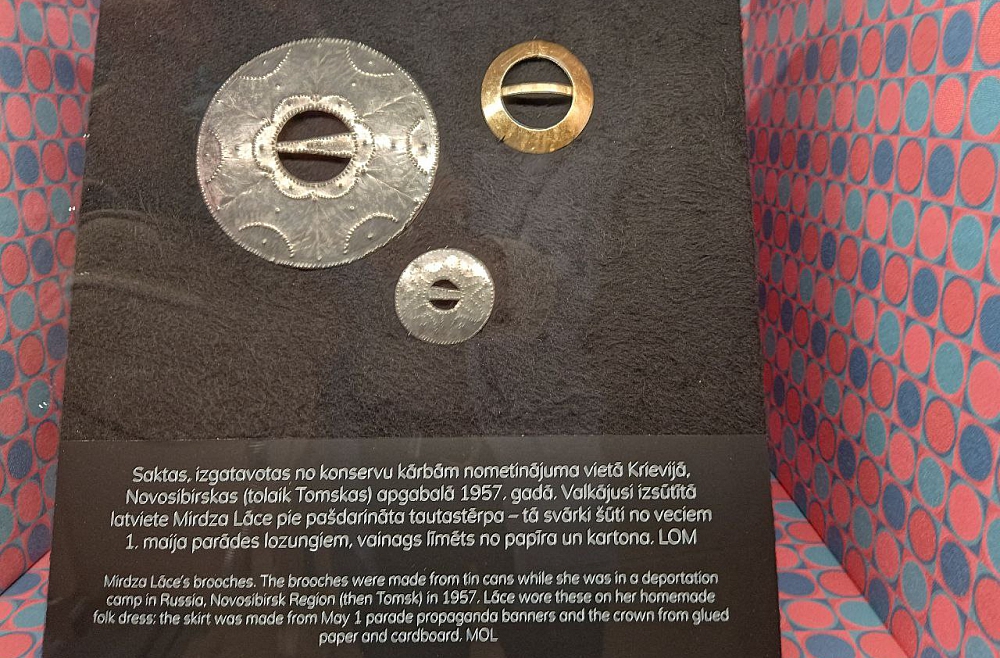 Saktas, izgatavotas no konservu kārbām nometinājuma vietā Krievijā,
Novosibirskas (tolaik Tomskas) apgabalā 1957. gadā. Valkājusi izsūtītā
latviete Mirdza Lāce pie pašdarināta tautastērpa – tā svārki šūti no veciem
1. maija parādes lozungiem, vainags līmēts no papīra un kartona. LOM
Mirdza Lāce's brooches. The brooches were made from tin cans while she was in a deportation
camp in Russia, Novosibirsk Region (then Tomsk) in 1957. Lāce wore these on her homemade
folk dress: the skirt was made from May 1 parade propaganda banners and the crown from glued
paper and cardboard. MOL